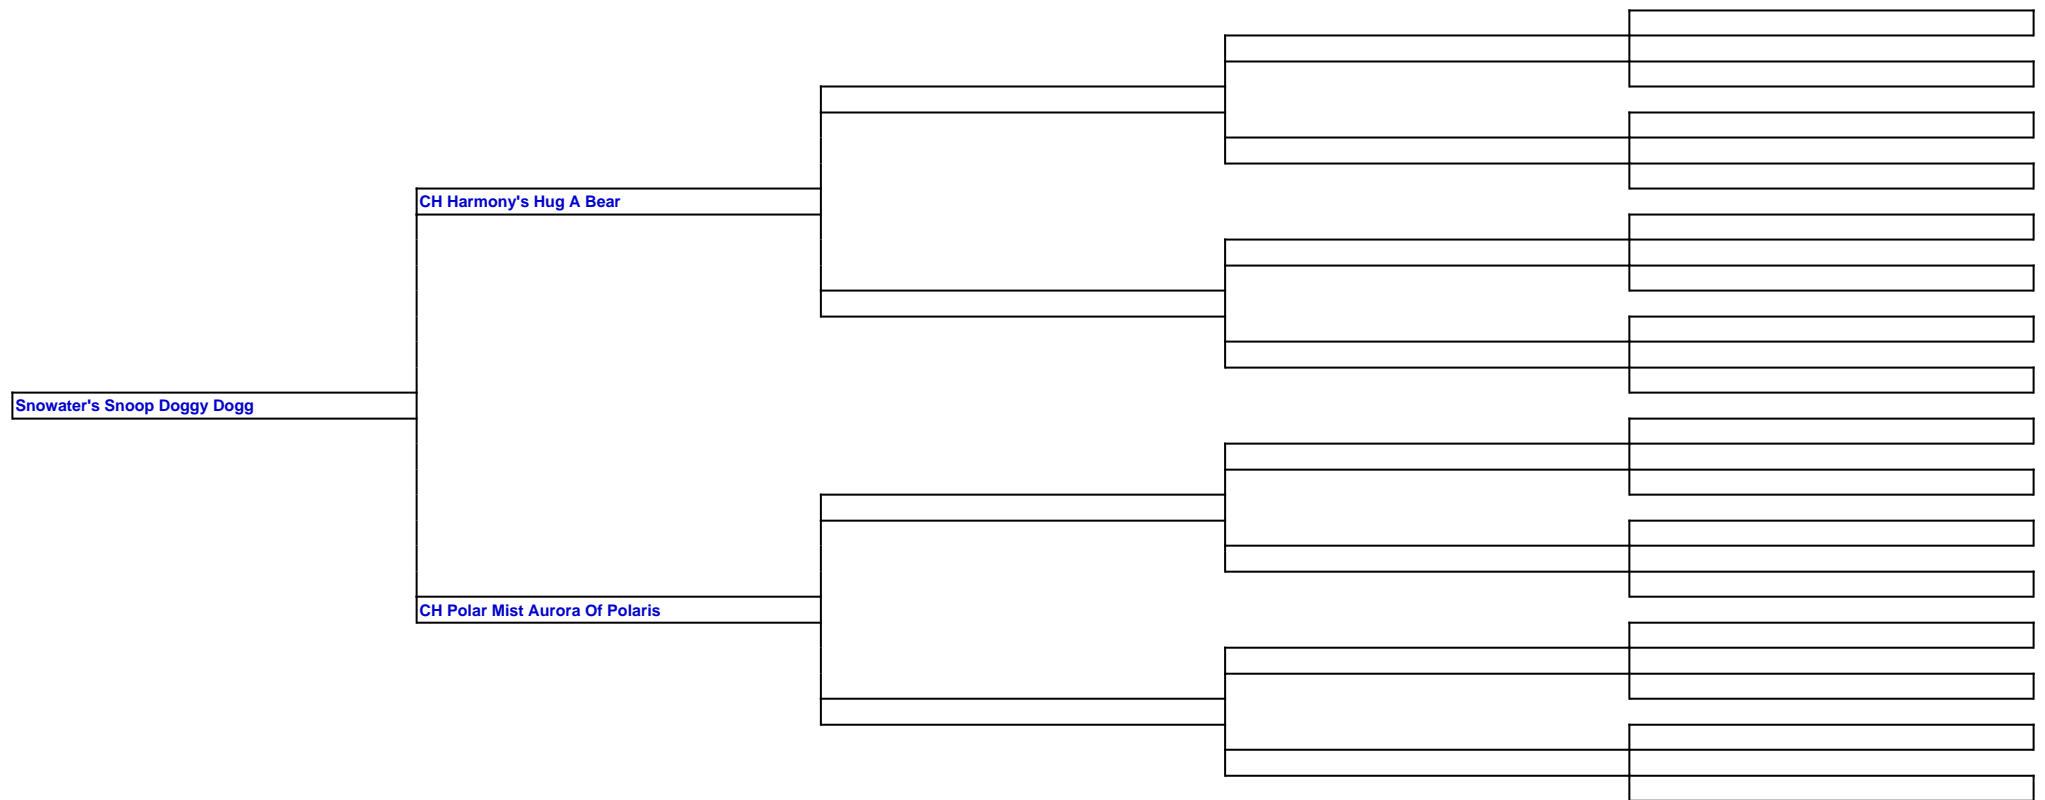 CH Harmony's Hug A Bear
Snowater's Snoop Doggy Dogg
CH Polar Mist Aurora Of Polaris